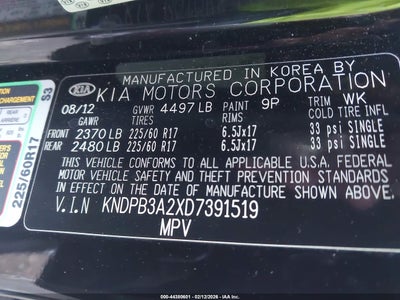 MANUFACTURED IN KOREA BY
KIA KIA MOTORS CORPORATION
08/12 GVWR 4497 LB PAINT 9P TRIM WK
RIMS COLD TIRE INFL
FRONT 2370 LB 225/60 R17 6.5Jx17 33 psi SINGLE
REAR 2480 LB 225/60 R17 6.5Jx17 33 psi SINGLE
THIS VEHICLE CONFORMS TO ALL APPLICABLE U.S.A. FEDERAL
MOTOR VEHICLE SAFETY AND THEFT PREVENTION STANDARDS
IN EFFECT ON THE DATE OF MANUFACTURE SHOWN ABOVE.
V.I.N KNDPB3A2XD7391519
MPV
225/60R17 S3
000-44380601 - 02/12/2026 - IAA